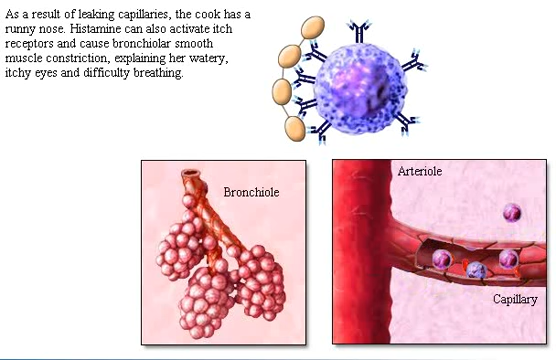 As a result of leaking capillaries, the cook has a
runny nose. Histamine can also activate itch
receptors and cause bronchiolar smooth
muscle constriction, explaining her watery,
itchy eyes and difficulty breathing.
Bronchiole
Arteriole
Capillary